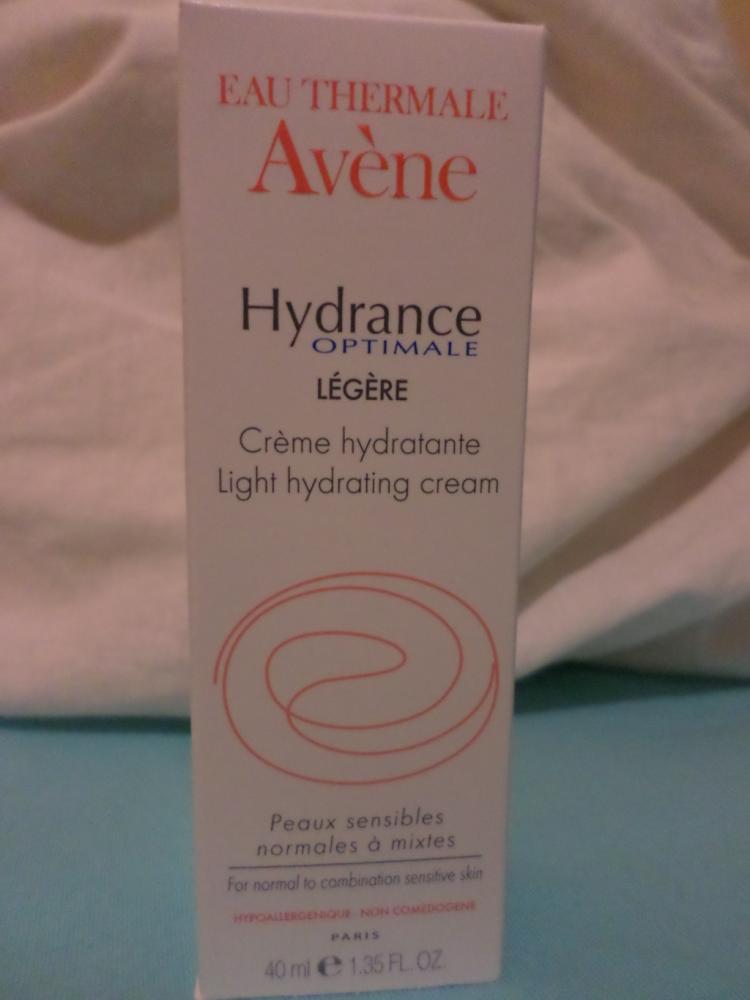 EAU THERMALE
Avène
Hydrance
OPTIMALE
LÉGÈRE
Crème hydratante
Light hydrating cream
Peaux sensibles
normales à mixtes
For normal to combination sensitive skin
HYPOALLERGENIQUE - NON COMEDOGENE
PARIS
40 ml e 1.35 FL. OZ.